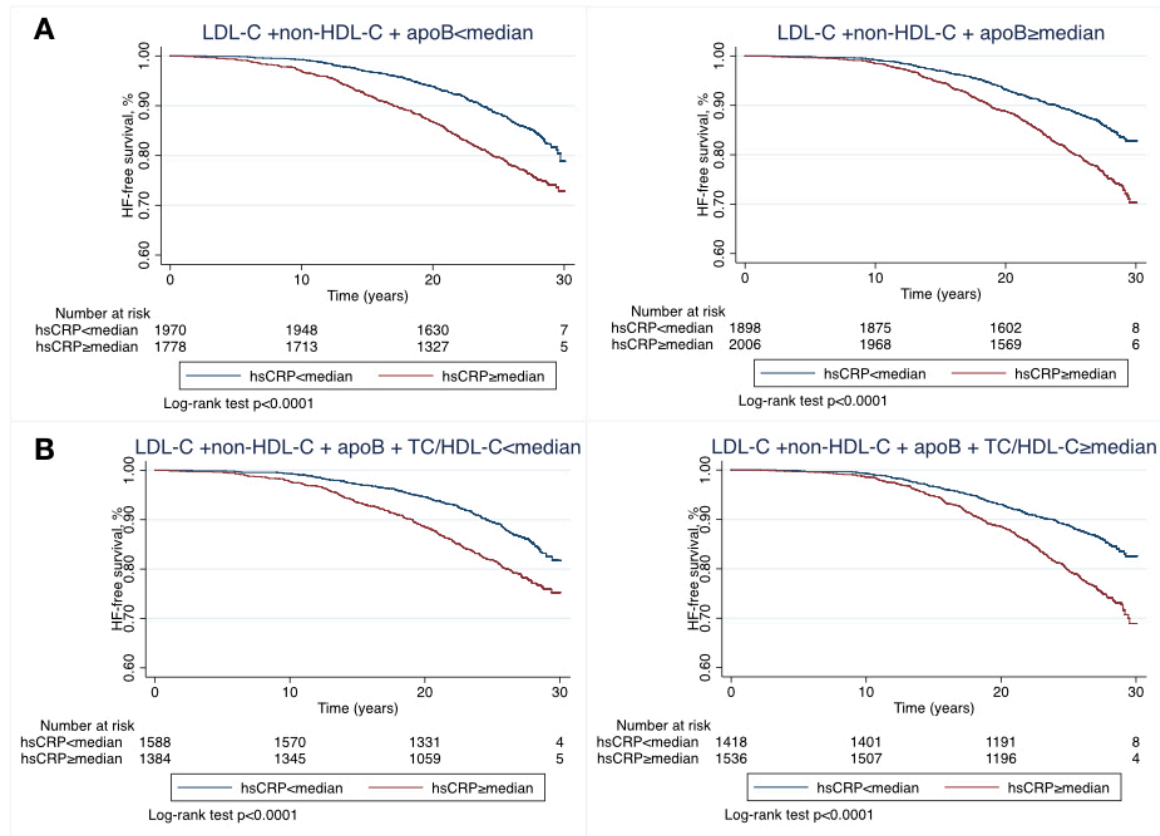 A
LDL-C +non-HDL-C + apoB<median
HF-free survival, %
1.00
0.90
0.80
0.70
0.60
0
10
20
30
Time (years)
Number at risk
hsCRP<median 1970 1948 1630 7
hsCRP≥median 1778 1713 1327 5
hsCRP<median hsCRP≥median
Log-rank test p<0.0001
LDL-C +non-HDL-C + apoB≥median
HF-free survival, %
1.00
0.90
0.80
0.70
0.60
0
10
20
30
Time (years)
Number at risk
hsCRP<median 1898 1875 1602 8
hsCRP≥median 2006 1968 1569 6
hsCRP<median hsCRP≥median
Log-rank test p<0.0001
B
LDL-C +non-HDL-C + apoB + TC/HDL-C<median
HF-free survival, %
1.00
0.90
0.80
0.70
0.60
0
10
20
30
Time (years)
Number at risk
hsCRP<median 1588 1570 1331 4
hsCRP≥median 1384 1345 1059 5
hsCRP<median hsCRP≥median
Log-rank test p<0.0001
LDL-C +non-HDL-C + apoB + TC/HDL-C≥median
HF-free survival, %
1.00
0.90
0.80
0.70
0.60
0
10
20
30
Time (years)
Number at risk
hsCRP<median 1418 1401 1191 8
hsCRP≥median 1536 1507 1196 4
hsCRP<median hsCRP≥median
Log-rank test p<0.0001